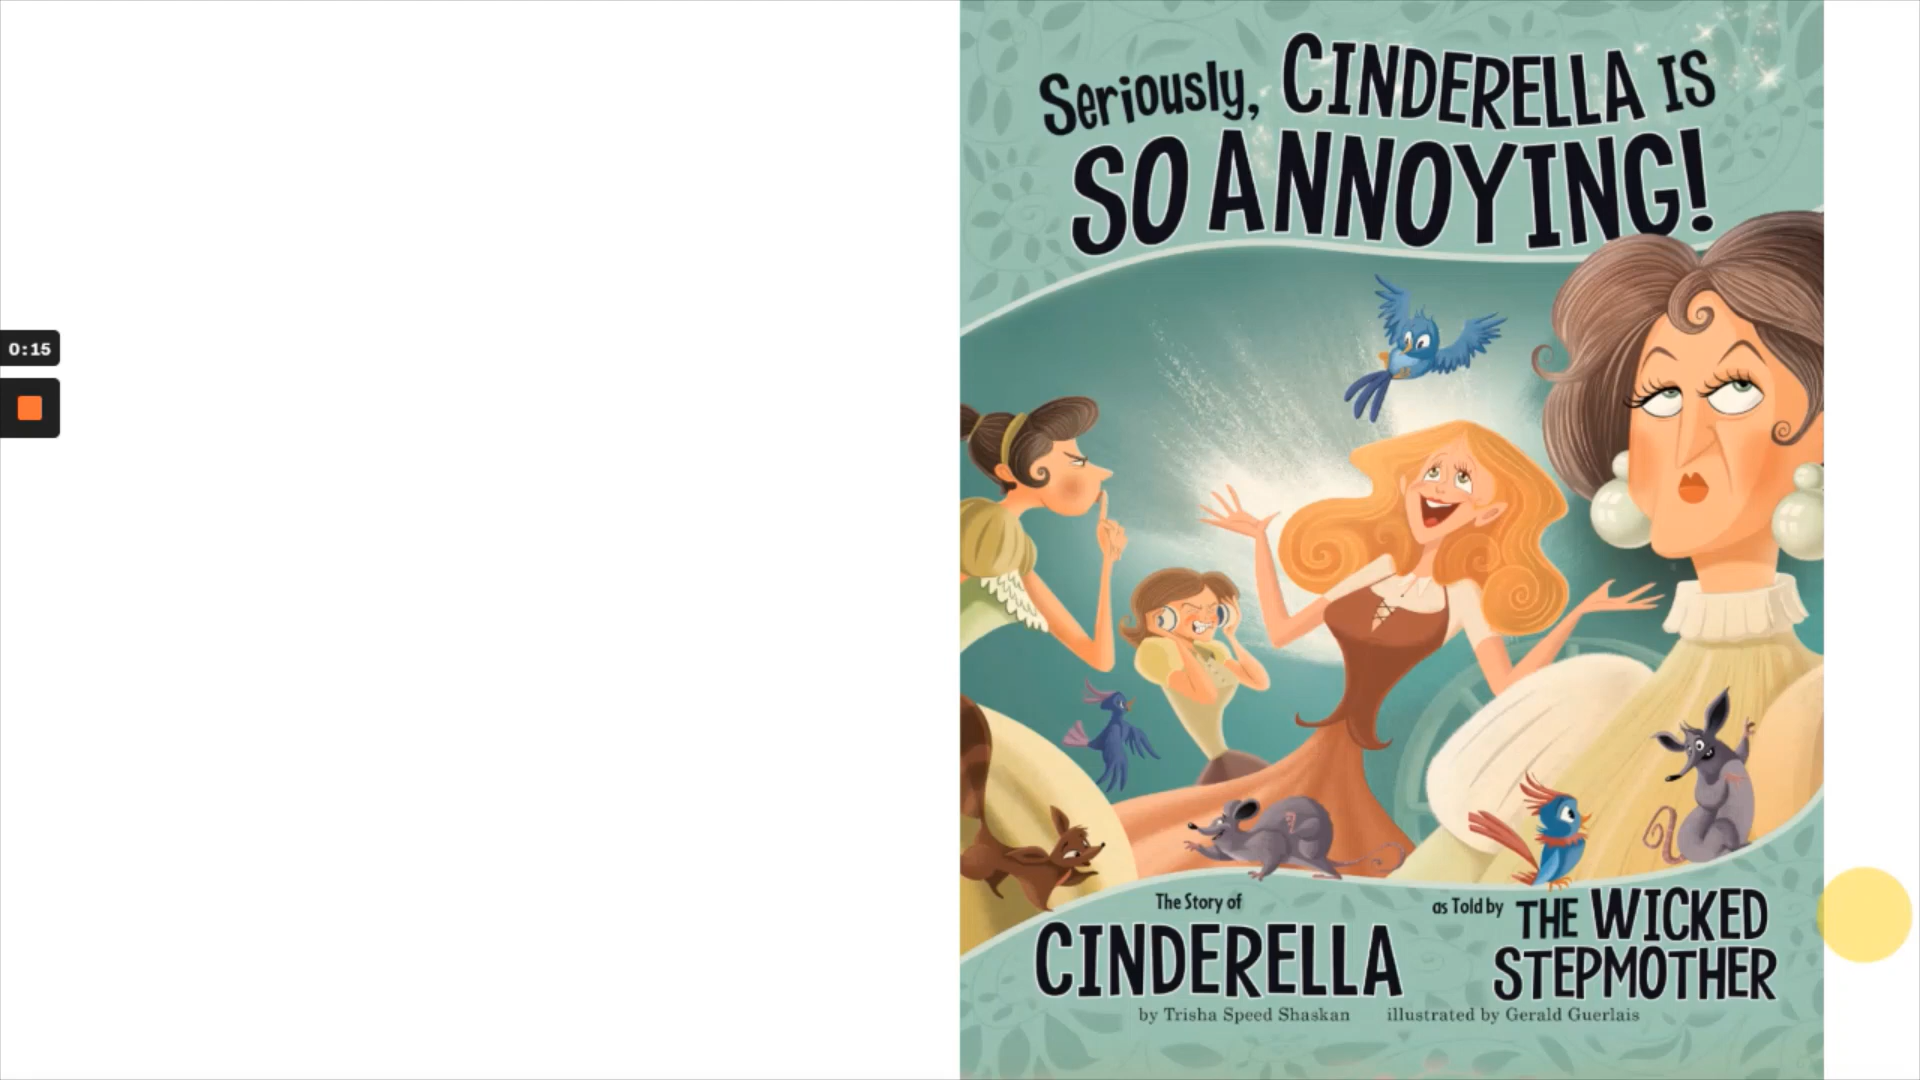 Seriously, CINDERELLA IS
SO ANNOYING!
0:15
The Story of
CINDERELLA
as Told by THE WICKED
STEPMOTHER
by Trisha Speed Shaskan
illustrated by Gerald Guerlais